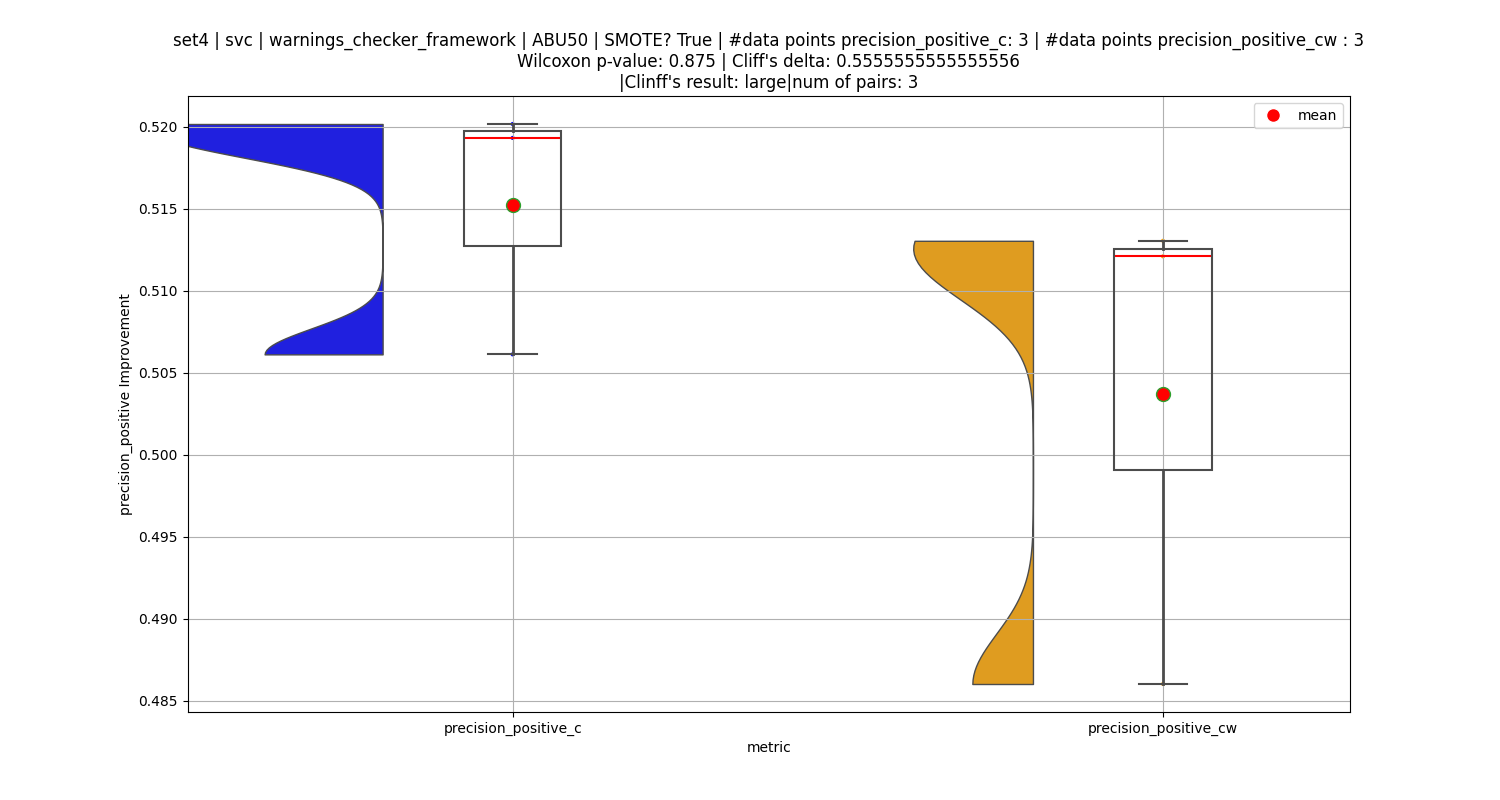 set4 | svc | warnings_checker_framework | ABU50 | SMOTE? True | #data points precision_positive_c: 3 | #data points precision_positive_cw : 3
Wilcoxon p-value: 0.875 | Cliff's delta: 0.5555555555555556
|Clinff's result: large|num of pairs: 3
mean
precision_positive Improvement
0.520
0.515
0.510
0.505
0.500
0.495
0.490
0.485
precision_positive_c
precision_positive_cw
metric